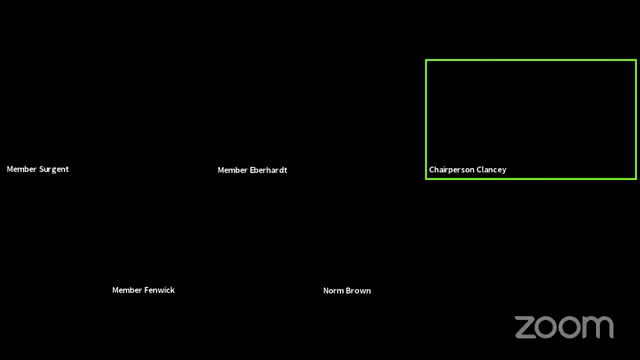 Member Surgent
Member Eberhardt
Chairperson Clancey
Member Fenwick
Norm Brown
zoom